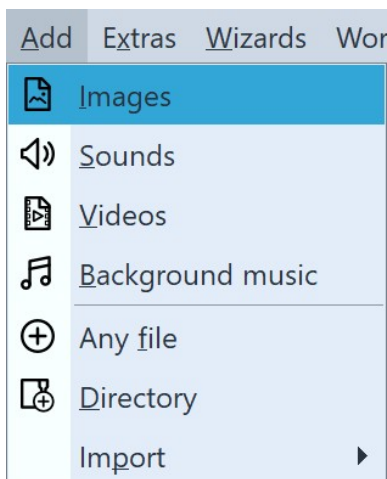 Add Extras Wizards Wor
Images
Sounds
Videos
Background music
Any file
Directory
Import